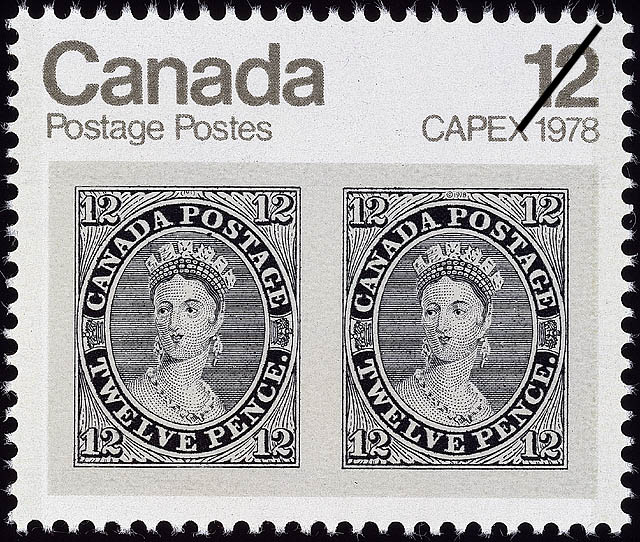 Canada 12
Postage Postes CAPEX 1978
12 12
CANADA POSTAGE
TWELVE PENCE.
12 12
12 12
CANADA POSTAGE
TWELVE PENCE.
12 12